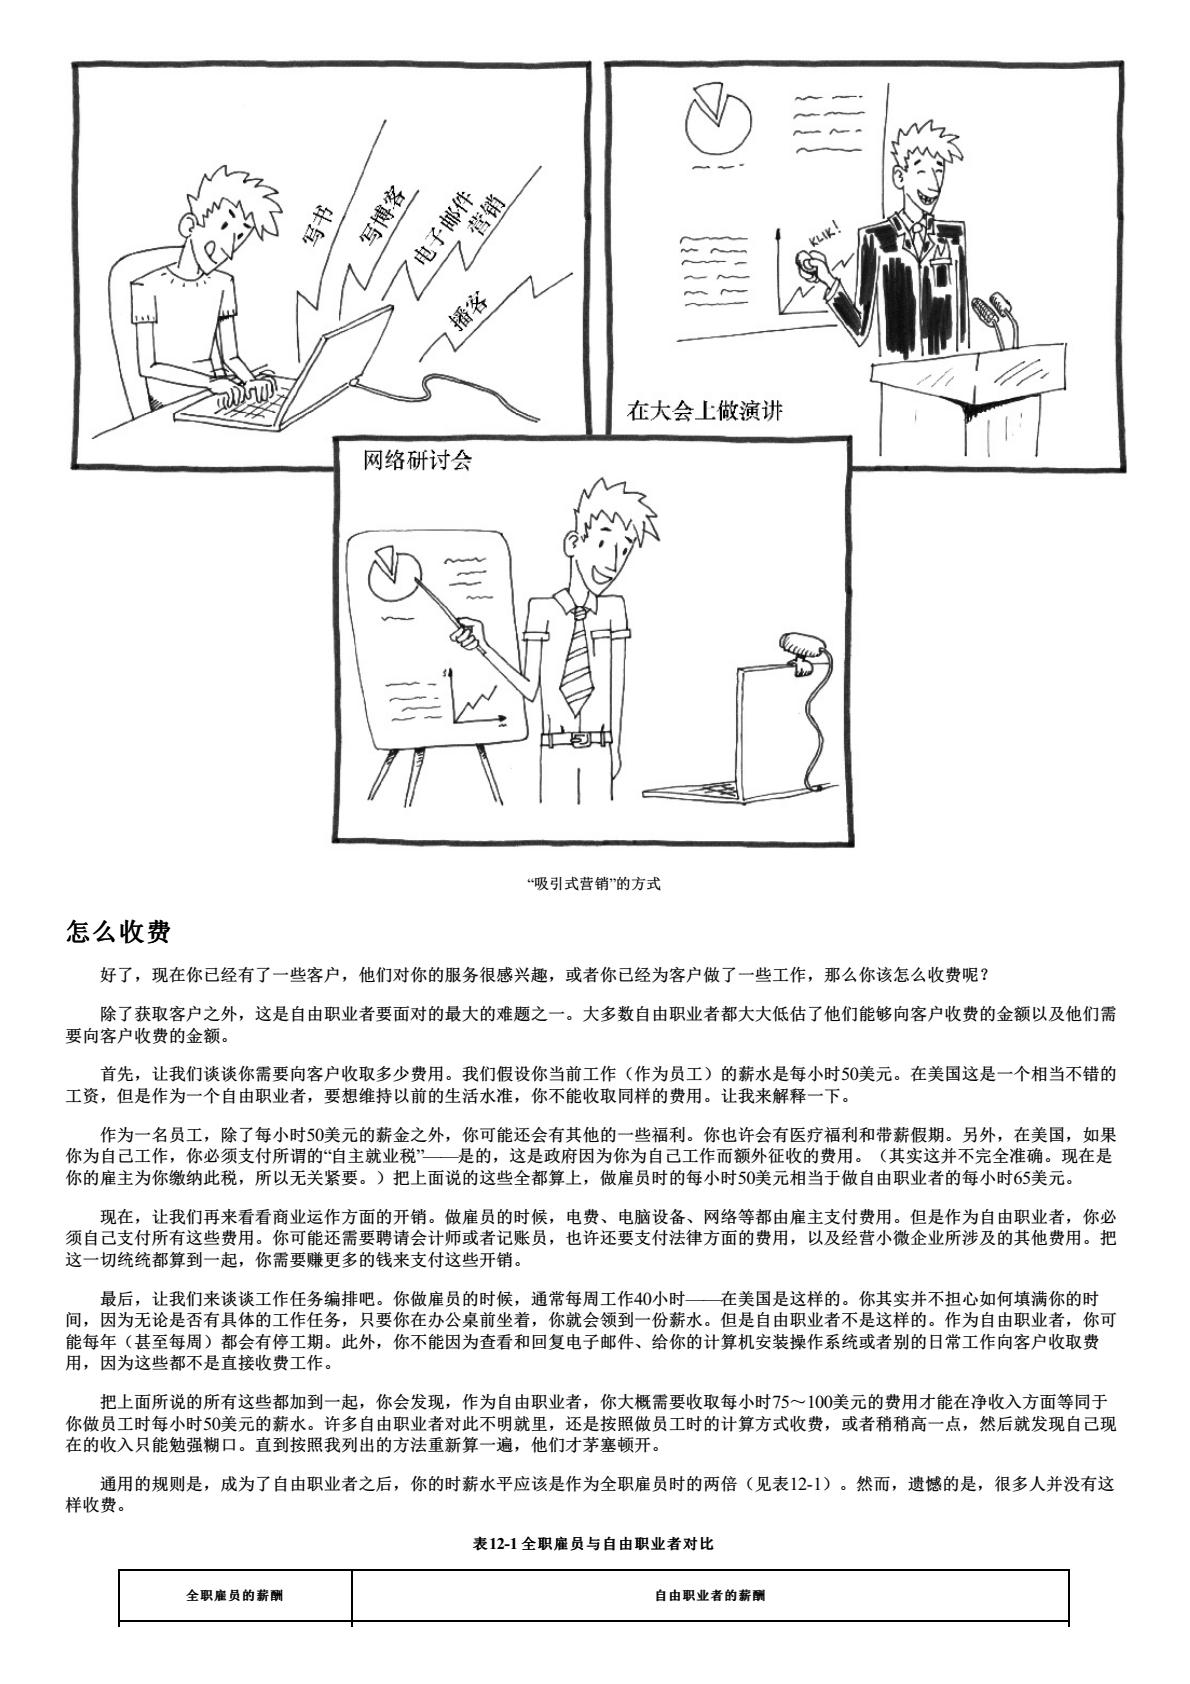 写书
写博客
电子邮件
营销
播客
KLIK!
在大会上做演讲
网络研讨会
“吸引式营销”的方式
怎么收费
好了，现在你已经有了一些客户，他们对你的服务很感兴趣，或者你已经为客户做了一些工作，那么你该怎么收费呢？
除了获取客户之外，这是自由职业者要面对的最大的难题之一。大多数自由职业者都大大低估了他们能够向客户收费的金额以及他们需
要向客户收费的金额。
首先，让我们谈谈你需要向客户收取多少费用。我们假设你当前工作（作为员工）的薪水是每小时50美元。在美国这是一个相当不错的
工资，但是作为一个自由职业者，要想维持以前的生活水准，你不能收取同样的费用。让我来解释一下。
作为一名员工，除了每小时50美元的薪金之外，你可能还会有其他的一些福利。你也许会有医疗福利和带薪假期。另外，在美国，如果
你为自己工作，你必须支付所谓的“自主就业税”——是的，这是政府因为你为自己工作而额外征收的费用。（其实这并不完全准确。现在是
你的雇主为你缴纳此税，所以无关紧要。）把上面说的这些全都算上，做雇员时的每小时50美元相当于做自由职业者的每小时65美元。
现在，让我们再来看看商业运作方面的开销。做雇员的时候，电费、电脑设备、网络等都由雇主支付费用。但是作为自由职业者，你必
须自己支付所有这些费用。你可能还需要聘请会计师或者记账员，也许还要支付法律方面的费用，以及经营小微企业所涉及的其他费用。把
这一切统统都算到一起，你需要赚更多的钱来支付这些开销。
最后，让我们来谈谈工作任务编排吧。你做雇员的时候，通常每周工作40小时——在美国是这样的。你其实并不担心如何填满你的时
间，因为无论是否有具体的工作任务，只要你在办公桌前坐着，你就会领到一份薪水。但是自由职业者不是这样的。作为自由职业者，你可
能每年（甚至每周）都会有停工期。此外，你不能因为查看和回复电子邮件、给你的计算机安装操作系统或者别的日常工作向客户收取费
用，因为这些都不是直接收费工作。
把上面所说的所有这些都加到一起，你会发现，作为自由职业者，你大概需要收取每小时75～100美元的费用才能在净收入方面等同于
你做员工时每小时50美元的薪水。许多自由职业者对此不明就里，还是按照做员工时的计算方式收费，或者稍稍高一点，然后就发现自己现
在的收入只能勉强糊口。直到按照我列出的方法重新算一遍，他们才茅塞顿开。
通用的规则是，成为了自由职业者之后，你的时薪水平应该是作为全职雇员时的两倍（见表12-1）。然而，遗憾的是，很多人并没有这
样收费。
表12-1 全职雇员与自由职业者对比
全职雇员的薪酬
自由职业者的薪酬